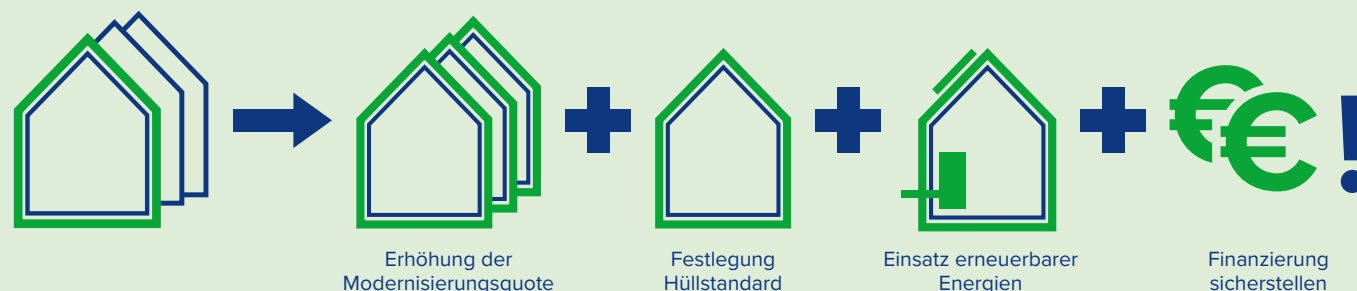 €€!
Erhöhung der
Modernisierungsquote
Festlegung
Hüllstandard
Einsatz erneuerbarer
Energien
Finanzierung
sicherstellen